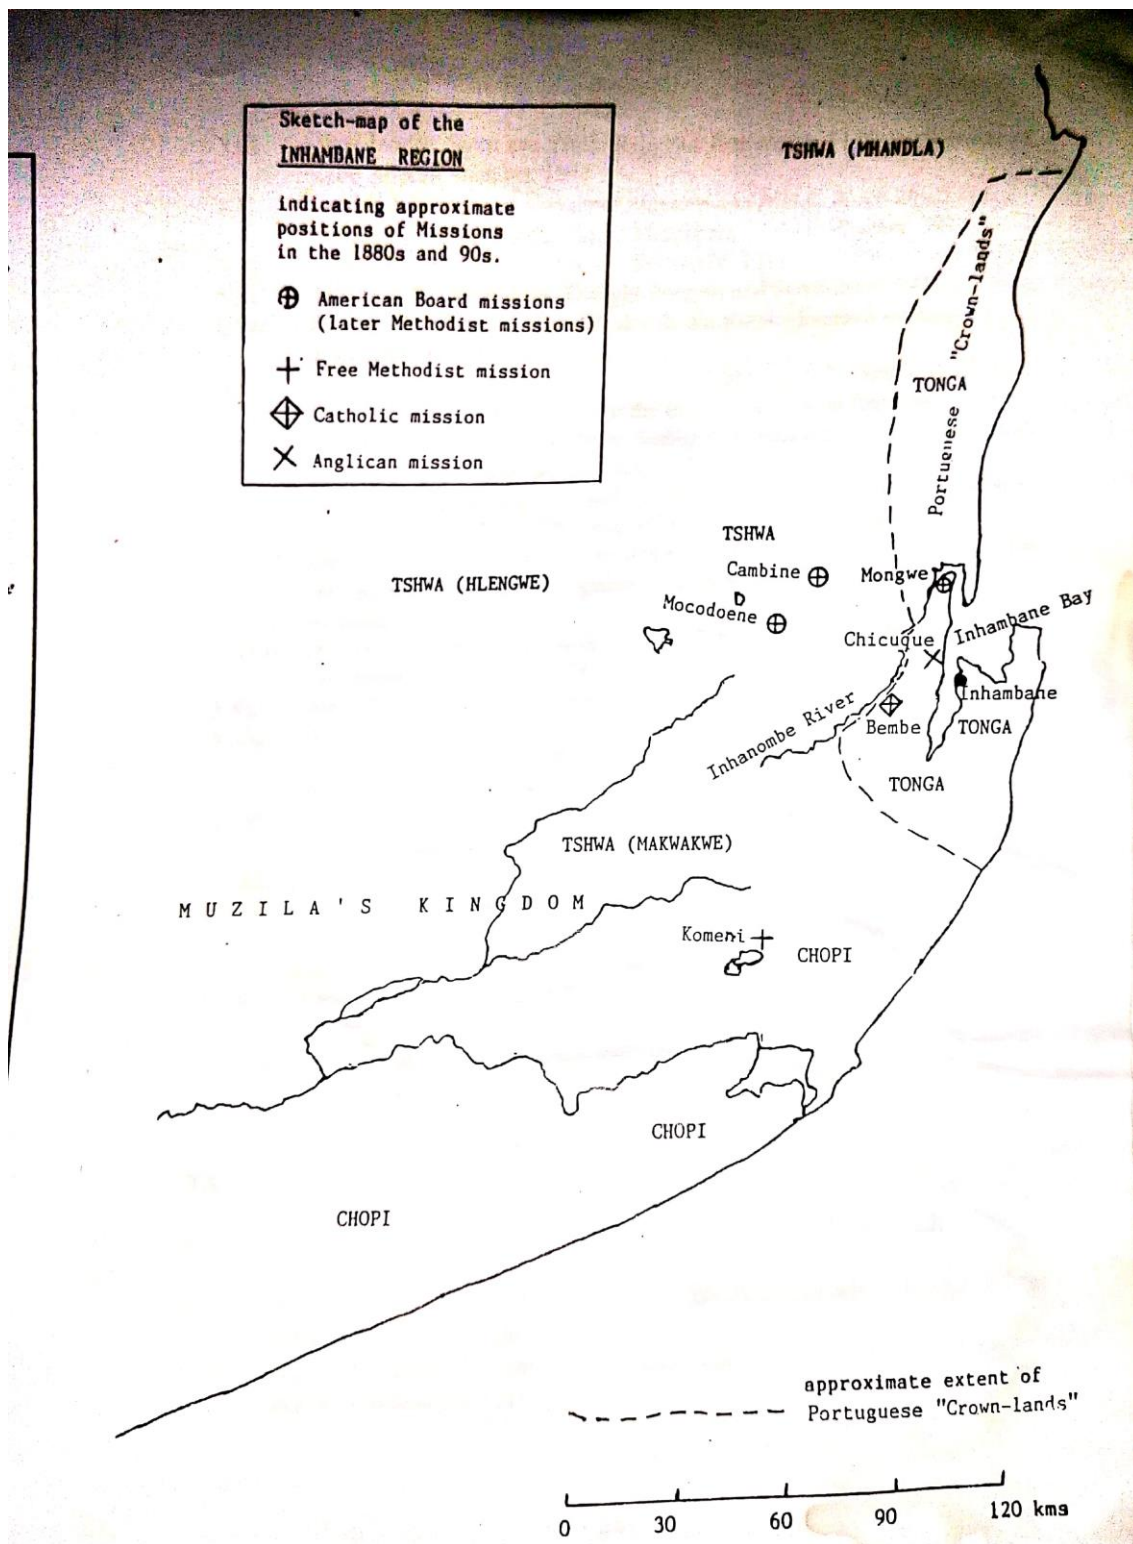 Sketch-map of the
INHAMBANE REGION
indicating approximate
positions of Missions
in the 1880s and 90s.
American Board missions
(later Methodist missions)
Free Methodist mission
Catholic mission
Anglican mission
TSHWA (MHANDLA)
Portuguese "Crown-lands"
TONGA
TSHWA
Cambine
Mongwe
TSHWA (HLENGWE)
Mocodoene
Inhambane Bay
Chicuque
Inhambane
Inhanombe River
Bembe
TONGA
TONGA
TSHWA (MAKWAKWE)
MUZILA'S KINGDOM
Komeni
CHOPI
CHOPI
CHOPI
approximate extent of
Portuguese "Crown-lands"
0 30 60 90 120 kms